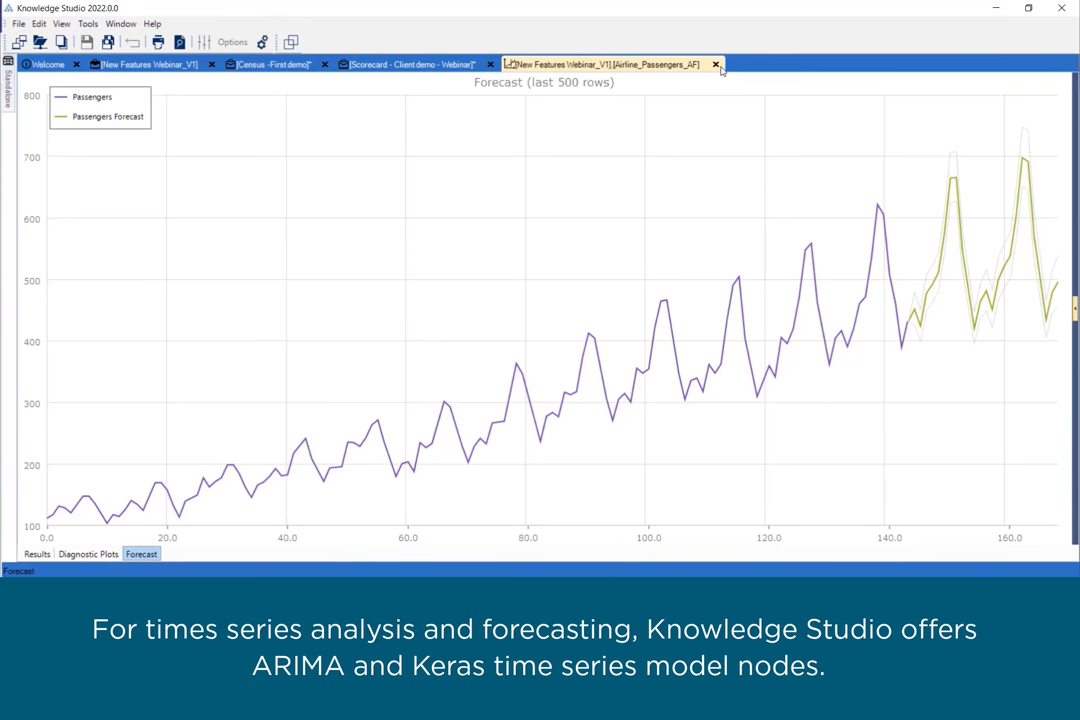 Knowledge Studio 2022.0.0
File Edit View Tools Window Help
Options
Welcome [New Features Webinar_V1] [Census -First demo]* [Scorecard - Client demo - Webinar]* [New Features Webinar_V1].[Airline_Passengers_AF]
Standalone
Forecast (last 500 rows)
Passengers
Passengers Forecast
800
700
600
500
400
300
200
100
0.0 20.0 40.0 60.0 80.0 100.0 120.0 140.0 160.0
Results Diagnostic Plots Forecast
Forecast
For times series analysis and forecasting, Knowledge Studio offers
ARIMA and Keras time series model nodes.